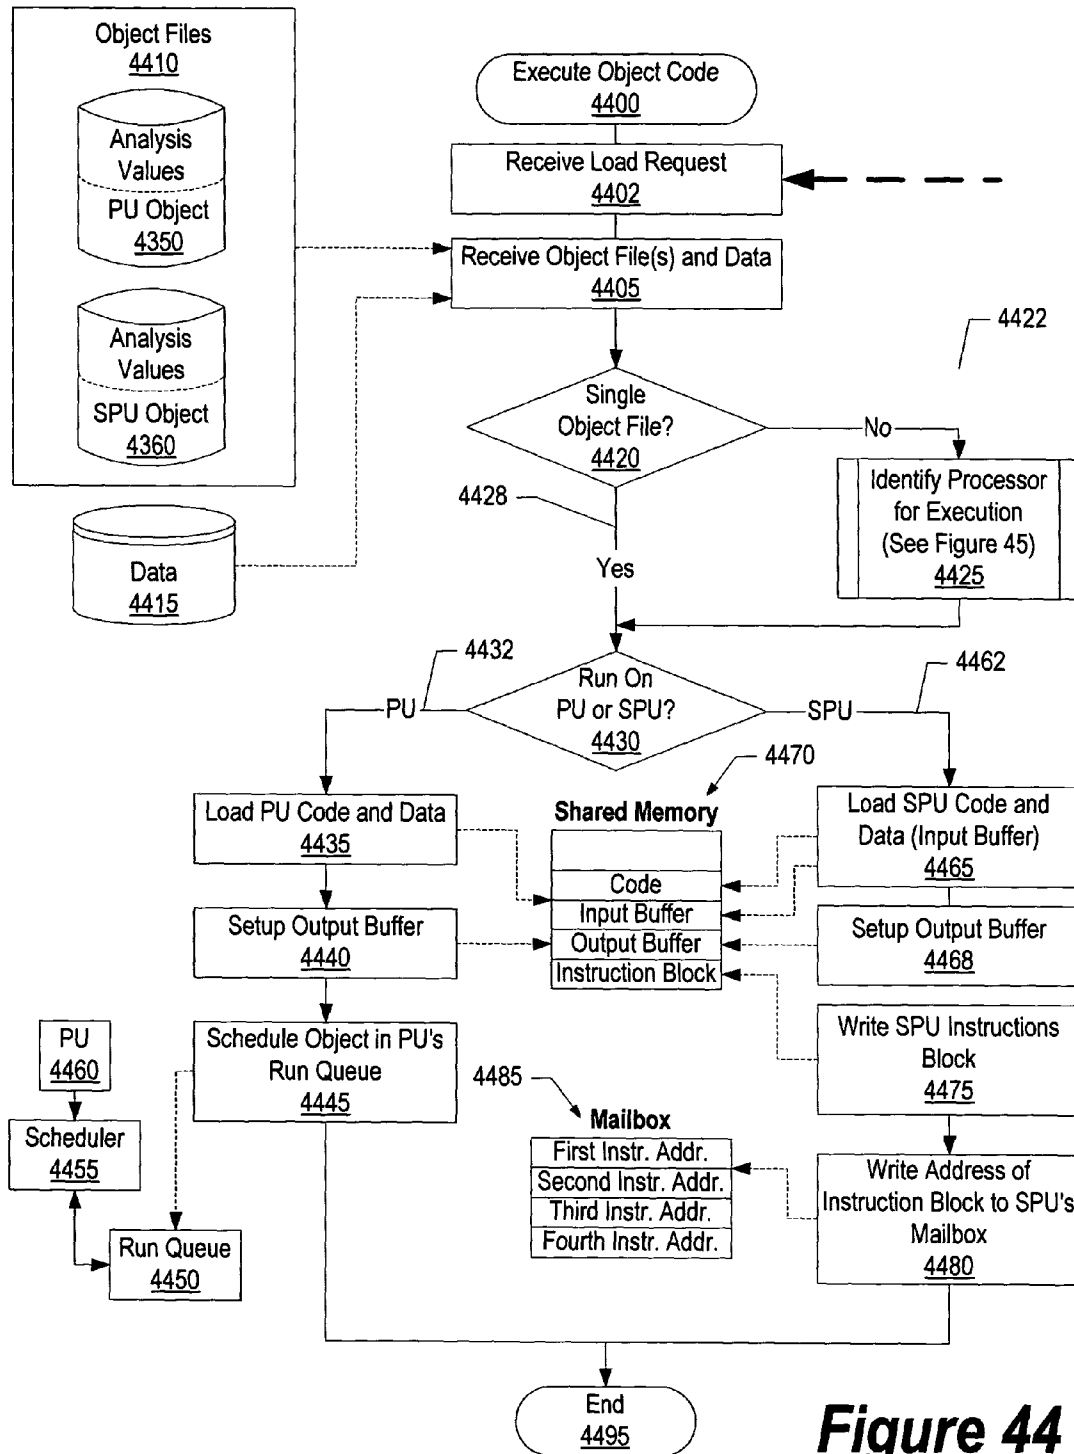 Object Files
4410
Analysis
Values
PU Object
4350
Analysis
Values
SPU Object
4360
Data
4415
Execute Object Code
4400
Receive Load Request
4402
Receive Object File(s) and Data
4405
4422
Single
Object File?
4420
No
4428
Yes
Identify Processor
for Execution
(See Figure 45)
4425
4432
4462
Run On
PU or SPU?
4430
PU
SPU
4470
Load PU Code and Data
4435
Shared Memory
Code
Input Buffer
Output Buffer
Instruction Block
Load SPU Code and
Data (Input Buffer)
4465
Setup Output Buffer
4440
Setup Output Buffer
4468
Schedule Object in PU's
Run Queue
4445
Write SPU Instructions
Block
4475
PU
4460
Scheduler
4455
Run Queue
4450
4485
Mailbox
First Instr. Addr.
Second Instr. Addr.
Third Instr. Addr.
Fourth Instr. Addr.
Write Address of
Instruction Block to SPU's
Mailbox
4480
End
4495
Figure 44